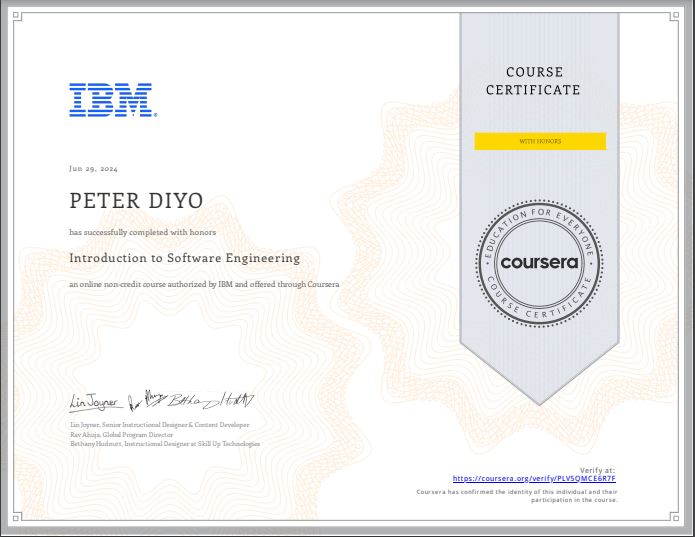 IBM
COURSE
CERTIFICATE
WITH HONORS
Jun 29, 2024
PETER DIYO
has successfully completed with honors
Introduction to Software Engineering
an online non-credit course authorized by IBM and offered through Coursera
EDUCATION FOR EVERYONE
coursera
COURSE CERTIFICATE
Lin Joyner
Lin Joyner, Senior Instructional Designer & Content Developer
Rav Ahuja, Global Program Director
Bethany Hudnutt, Instructional Designer at Skill Up Technologies
Verify at:
https://coursera.org/verify/PLV5QMCE6R7F
Coursera has confirmed the identity of this individual and their
participation in the course.